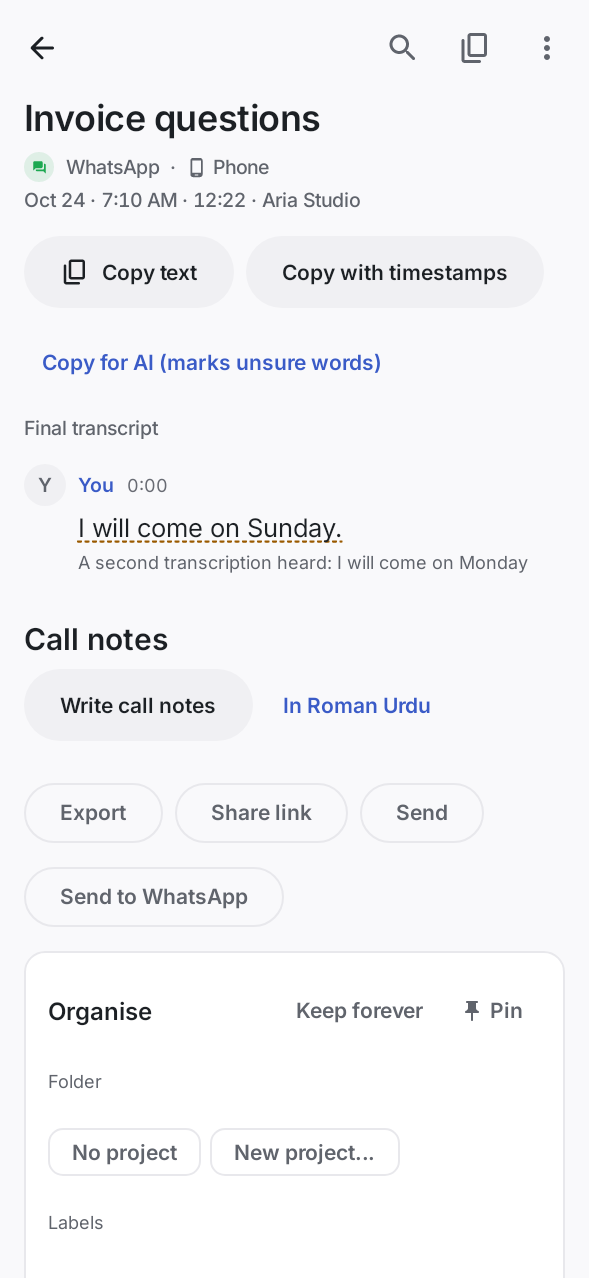 Invoice questions
WhatsApp · Phone
Oct 24 · 7:10 AM · 12:22 · Aria Studio
Copy text
Copy with timestamps
Copy for AI (marks unsure words)
Final transcript
Y You 0:00
I will come on Sunday.
A second transcription heard: I will come on Monday
Call notes
Write call notes
In Roman Urdu
Export
Share link
Send
Send to WhatsApp
Organise
Keep forever
Pin
Folder
No project
New project...
Labels